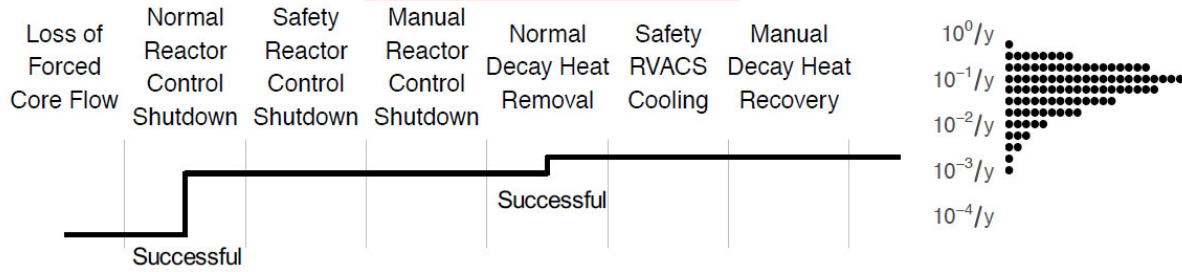 Loss of
Forced
Core Flow
Normal
Reactor
Control
Shutdown
Safety
Reactor
Control
Shutdown
Manual
Reactor
Control
Shutdown
Normal
Decay Heat
Removal
Safety
RVACS
Cooling
Manual
Decay Heat
Recovery
Successful
Successful
10⁰/y
10⁻¹/y
10⁻²/y
10⁻³/y
10⁻⁴/y